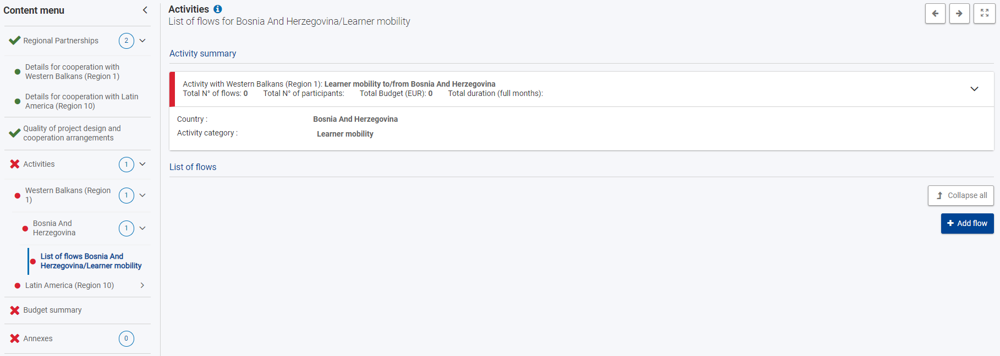 Content menu
Regional Partnerships 2
Details for cooperation with
Western Balkans (Region 1)
Details for cooperation with Latin
America (Region 10)
Quality of project design and
cooperation arrangements
Activities 1
Western Balkans (Region
1) 1
Bosnia And
Herzegovina 1
List of flows Bosnia And
Herzegovina/Learner mobility
Latin America (Region 10)
Budget summary
Annexes 0
Activities
List of flows for Bosnia And Herzegovina/Learner mobility
Activity summary
Activity with Western Balkans (Region 1): Learner mobility to/from Bosnia And Herzegovina
Total N° of flows: 0 Total N° of participants: Total Budget (EUR): 0 Total duration (full months):
Country : Bosnia And Herzegovina
Activity category : Learner mobility
List of flows
Collapse all
Add flow